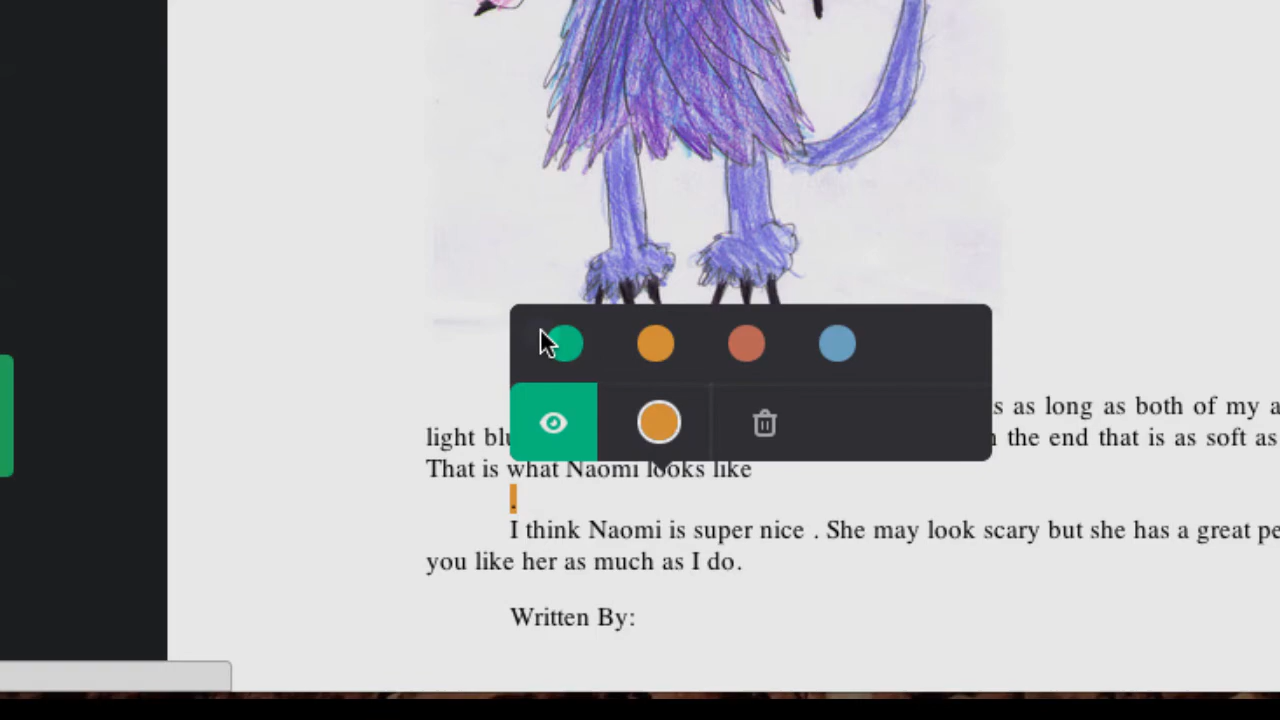 s as long as both of my a
light blu
n the end that is as soft as
That is what Naomi looks like
.
I think Naomi is super nice . She may look scary but she has a great pe
you like her as much as I do.
Written By: